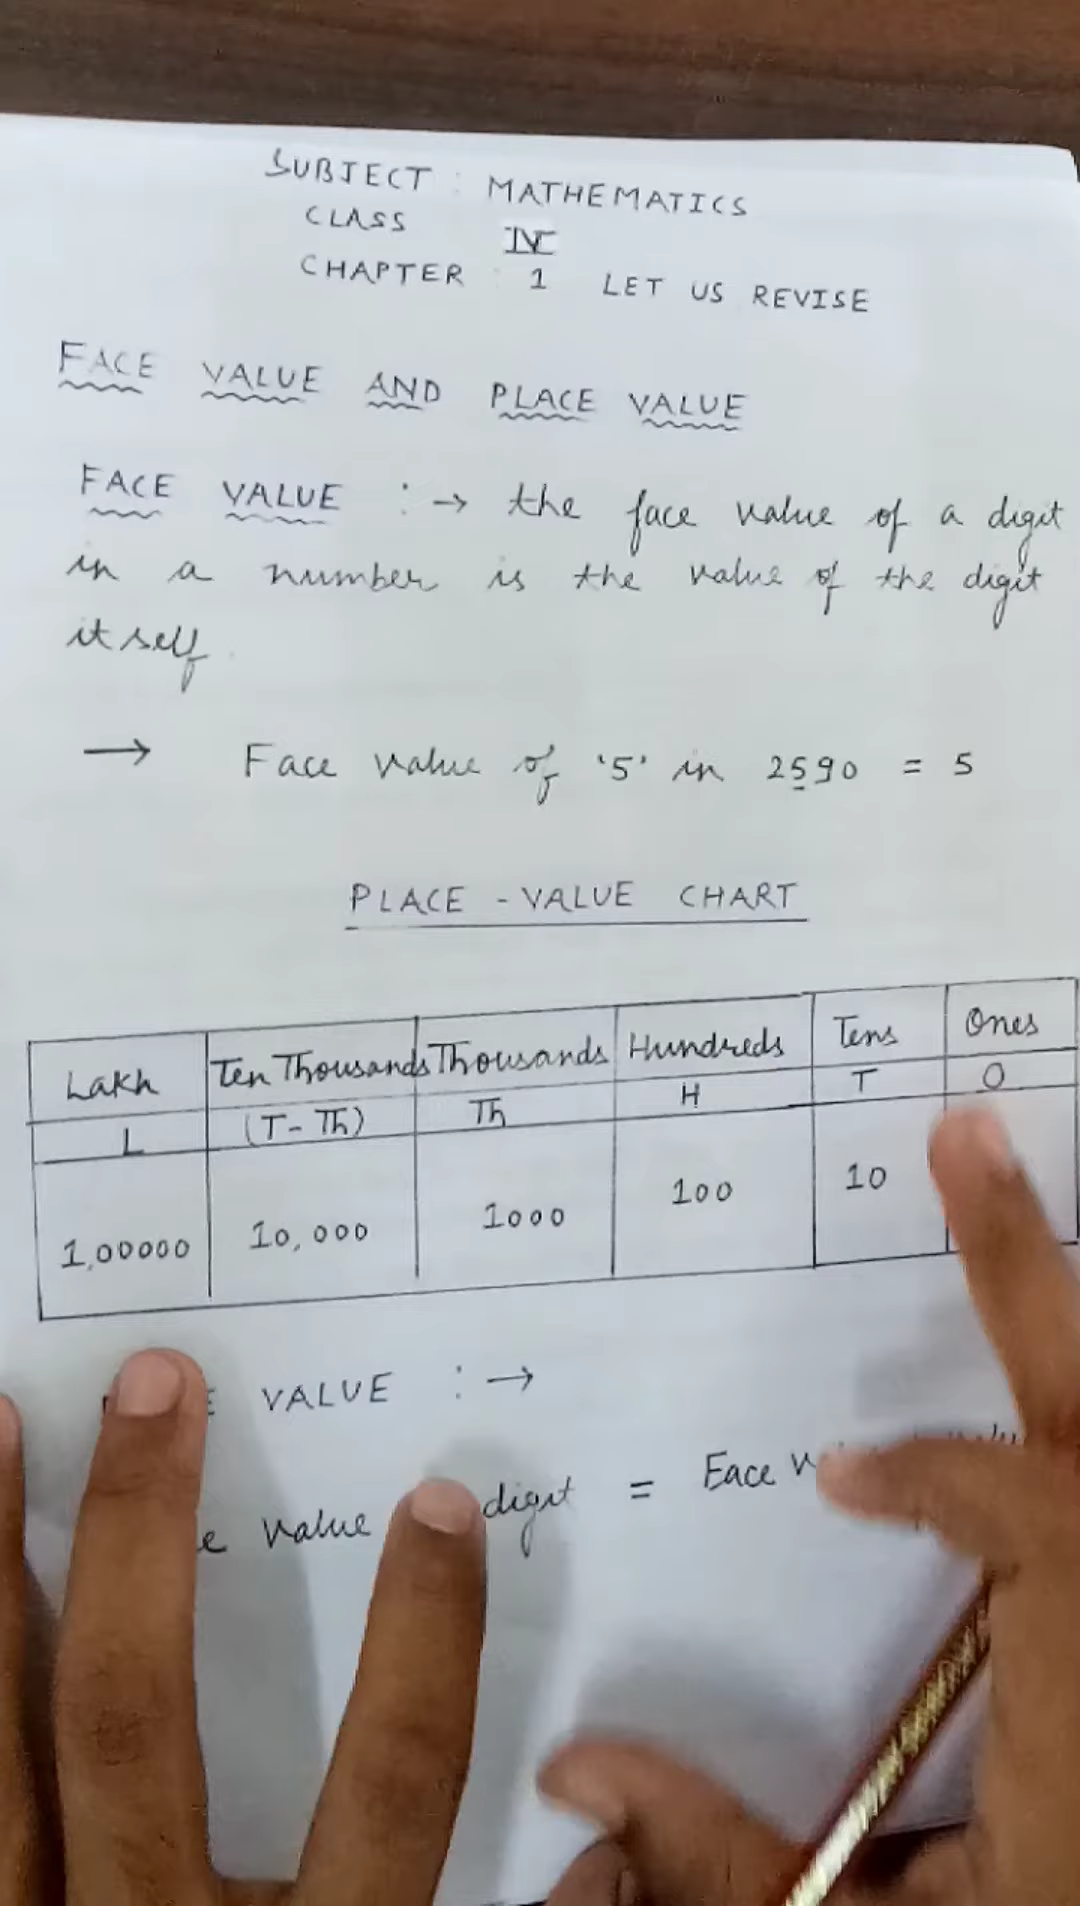 SUBJECT : MATHEMATICS
CLASS IV
CHAPTER : 1 LET US REVISE
FACE VALUE AND PLACE VALUE
FACE VALUE :→ the face value of a digit
in a number is the value of the digit
itself.
→ Face value of '5' in 2590 = 5
PLACE - VALUE CHART
Lakh Ten Thousands Thousands Hundreds Tens Ones
L (T-Th) Th H T O
1,00000 10,000 1000 100 10
VALUE :→
value digit = Face